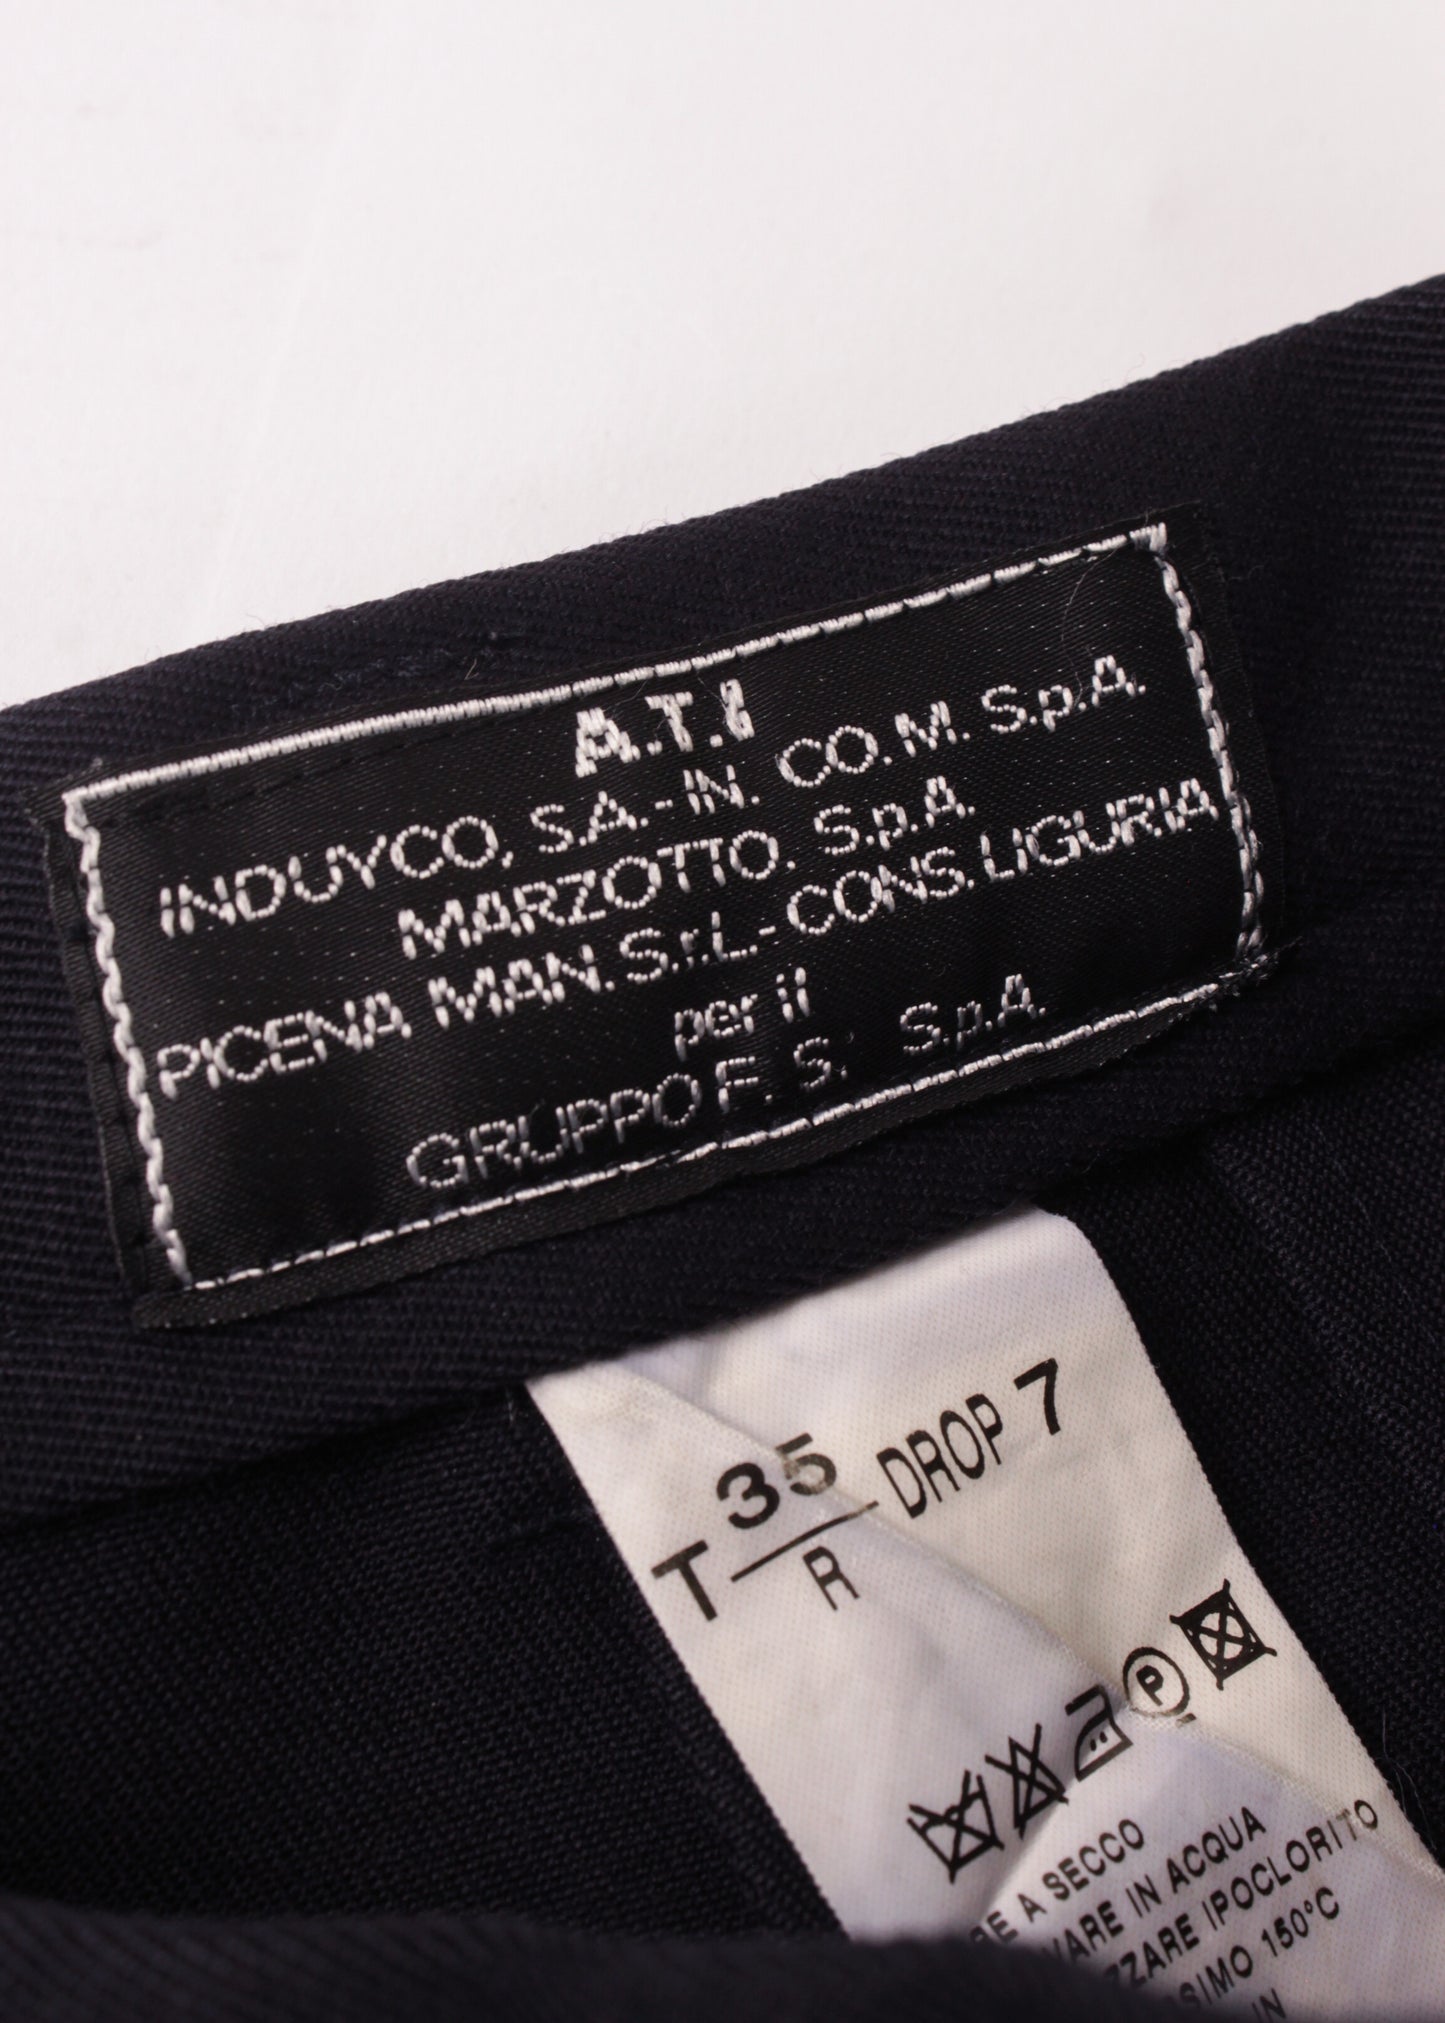 A.T.I
INDUYCO, S.A.-IN. CO.M. S.p.A.
MARZOTTO. S.p.A.
PICENA MAN.S.r.L.-CONS.LIGURIA
per il
GRUPPO F. S. S.p.A.
T 35/R DROP 7
P
A SECCO
IN ACQUA
IPOCLORITO
150°C